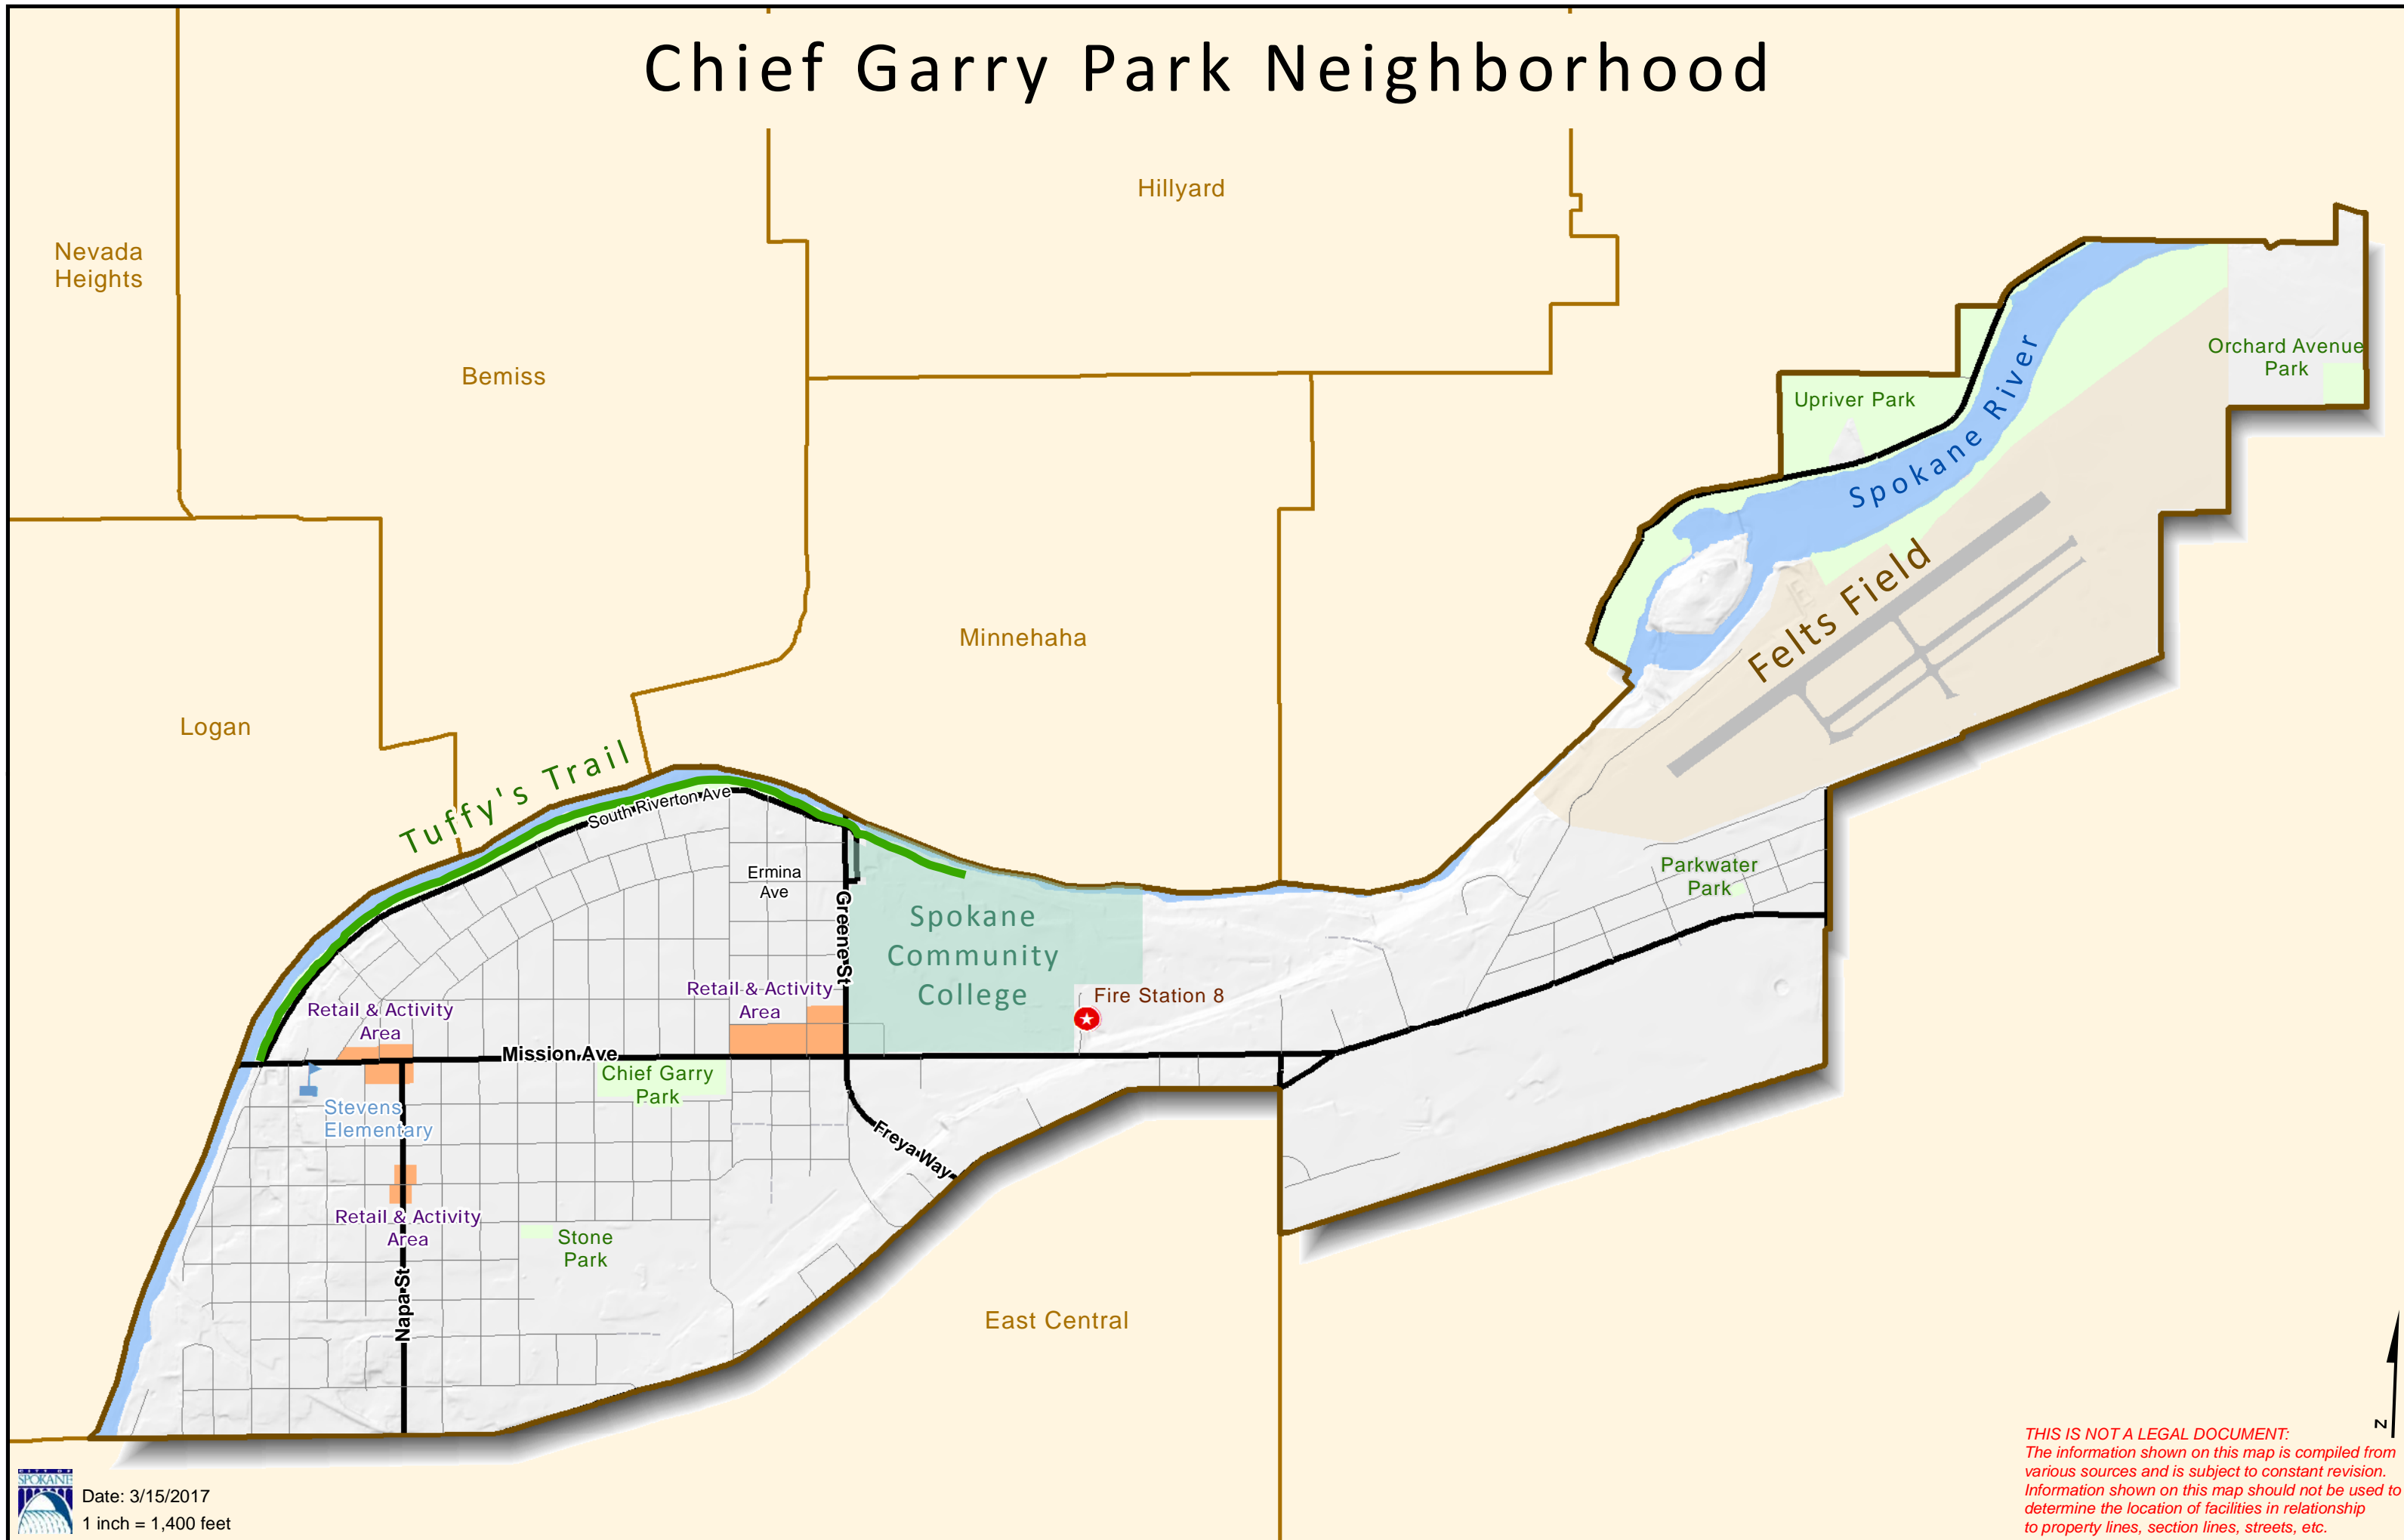 Chief Garry Park Neighborhood
Hillyard
Nevada
Heights
Bemiss
Orchard Avenue
Park
Upriver Park
Spokane River
Felts Field
Minnehaha
Logan
Tuffy's Trail
South Riverton Ave
Ermina
Ave
Greene St
Parkwater
Park
Spokane
Community
College
Retail & Activity
Area
Fire Station 8
Retail & Activity
Area
Mission Ave
Chief Garry
Park
Stevens
Elementary
Freya Way
Retail & Activity
Area
Stone
Park
Napa St
East Central
N
CITY OF
SPOKANE
Date: 3/15/2017
1 inch = 1,400 feet
THIS IS NOT A LEGAL DOCUMENT:
The information shown on this map is compiled from
various sources and is subject to constant revision.
Information shown on this map should not be used to
determine the location of facilities in relationship
to property lines, section lines, streets, etc.